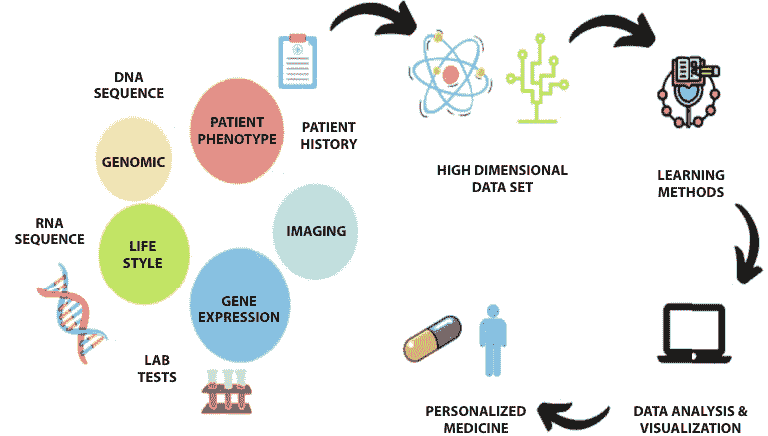 DNA
SEQUENCE
PATIENT
PHENOTYPE
PATIENT
HISTORY
GENOMIC
RNA
SEQUENCE
LIFE
STYLE
IMAGING
GENE
EXPRESSION
LAB
TESTS
HIGH DIMENSIONAL
DATA SET
LEARNING
METHODS
DATA ANALYSIS &
VISUALIZATION
PERSONALIZED
MEDICINE